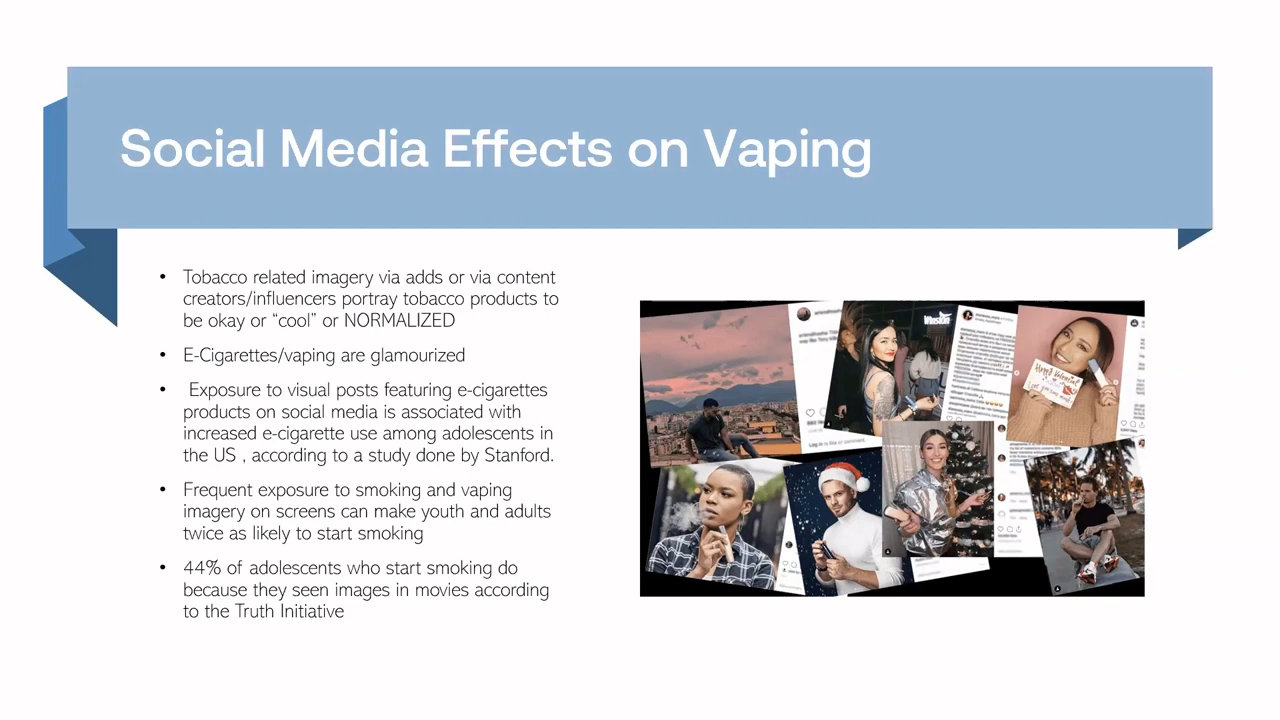 Social Media Effects on Vaping
• Tobacco related imagery via adds or via content
creators/influencers portray tobacco products to
be okay or “cool” or NORMALIZED
• E-Cigarettes/vaping are glamourized
• Exposure to visual posts featuring e-cigarettes
products on social media is associated with
increased e-cigarette use among adolescents in
the US , according to a study done by Stanford.
• Frequent exposure to smoking and vaping
imagery on screens can make youth and adults
twice as likely to start smoking
• 44% of adolescents who start smoking do
because they seen images in movies according
to the Truth Initiative
Winston
Happy Valentin